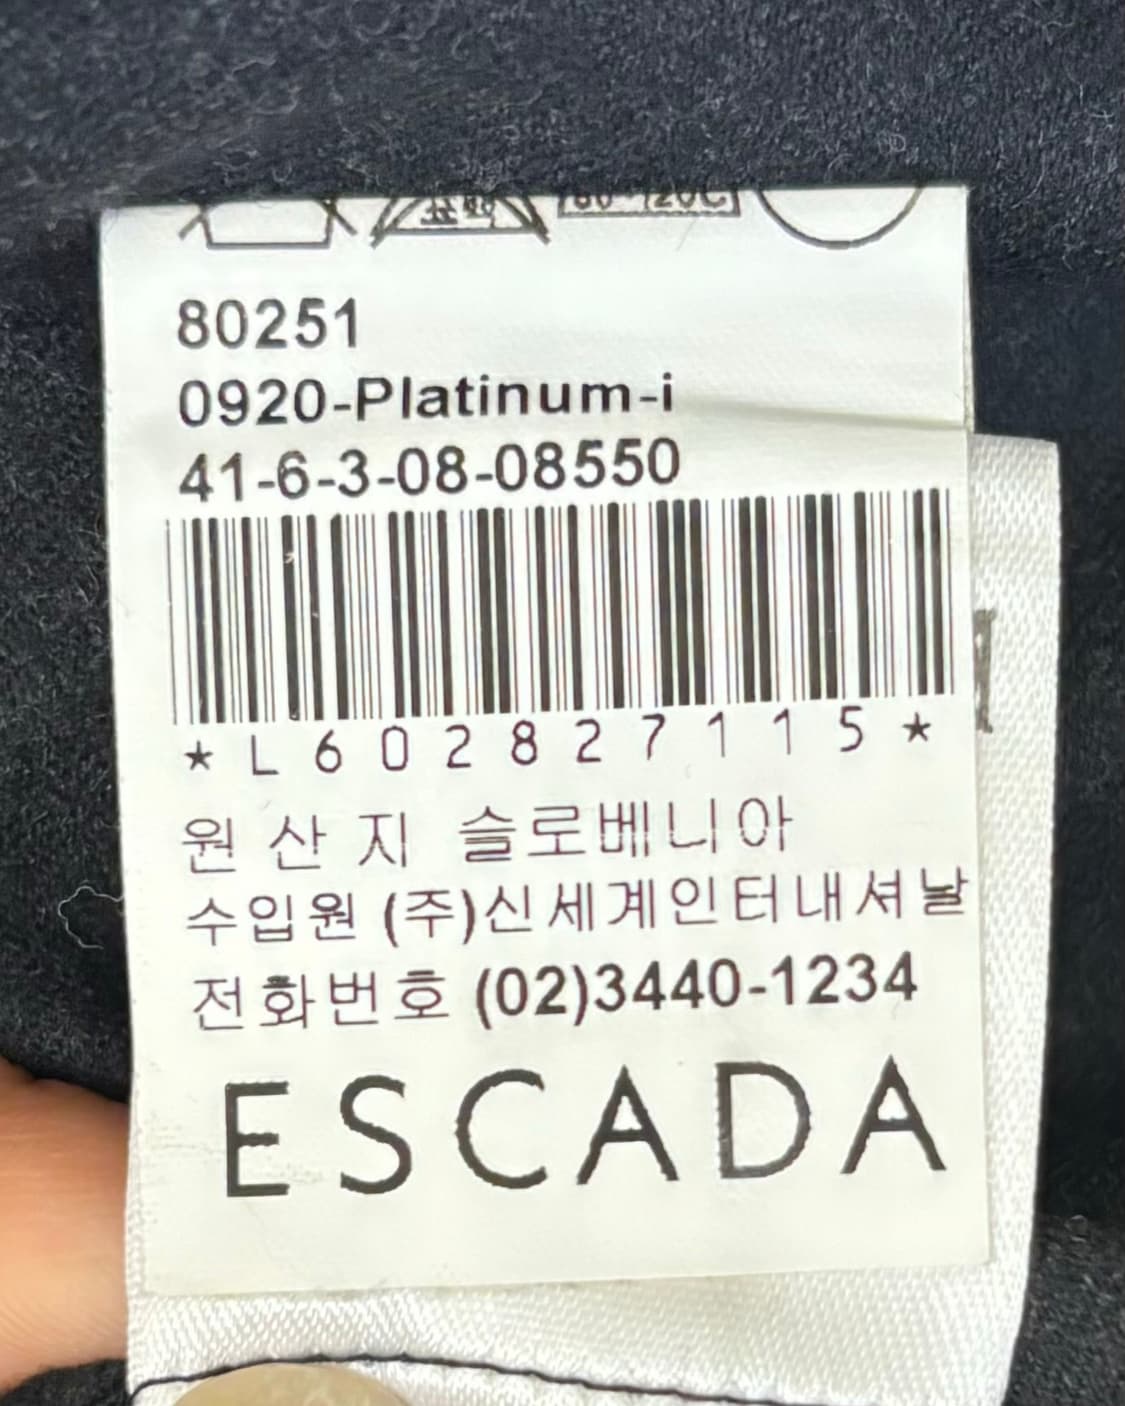 80251
0920-Platinum-i
41-6-3-08-08550
*L602827115*
원산지 슬로베니아
수입원 (주)신세계인터내셔날
전화번호 (02)3440-1234
ESCADA